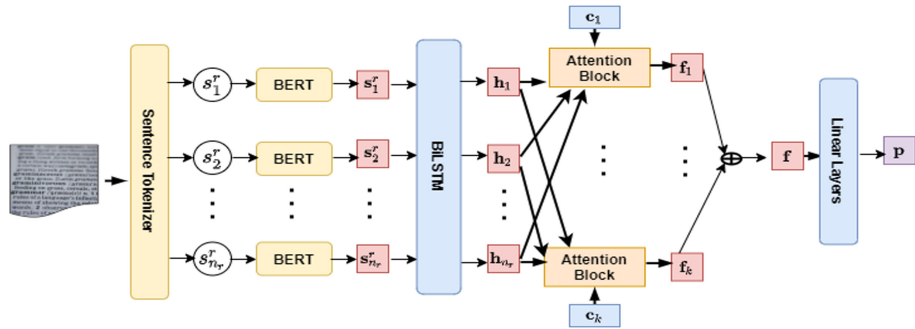 Sentence Tokenizer
s_1^r
BERT
s_1^r
s_2^r
BERT
s_2^r
s_{n_r}^r
BERT
s_{n_r}^r
BiLSTM
h_1
h_2
h_{n_r}
c_1
Attention
Block
f_1
Attention
Block
f_k
c_k
⊕
f
Linear Layers
p